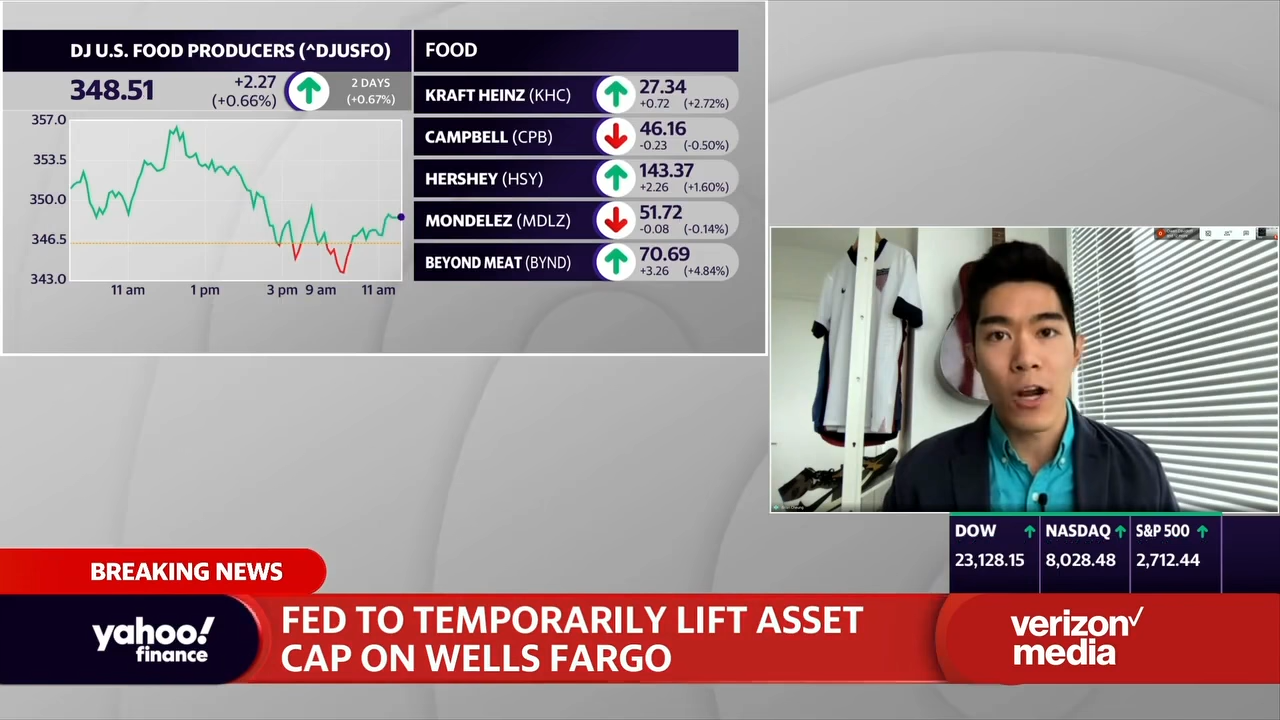 DJ U.S. FOOD PRODUCERS (^DJUSFO)
348.51
+2.27
(+0.66%)
2 DAYS
(+0.67%)
357.0
353.5
350.0
346.5
343.0
11 am 1 pm 3 pm 9 am 11 am
FOOD
KRAFT HEINZ (KHC) 27.34
+0.72 (+2.72%)
CAMPBELL (CPB) 46.16
-0.23 (-0.50%)
HERSHEY (HSY) 143.37
+2.26 (+1.60%)
MONDELEZ (MDLZ) 51.72
-0.08 (-0.14%)
BEYOND MEAT (BYND) 70.69
+3.26 (+4.84%)
DOW NASDAQ S&P 500
23,128.15 8,028.48 2,712.44
BREAKING NEWS
yahoo!
finance
FED TO TEMPORARILY LIFT ASSET
CAP ON WELLS FARGO
verizon✓
media